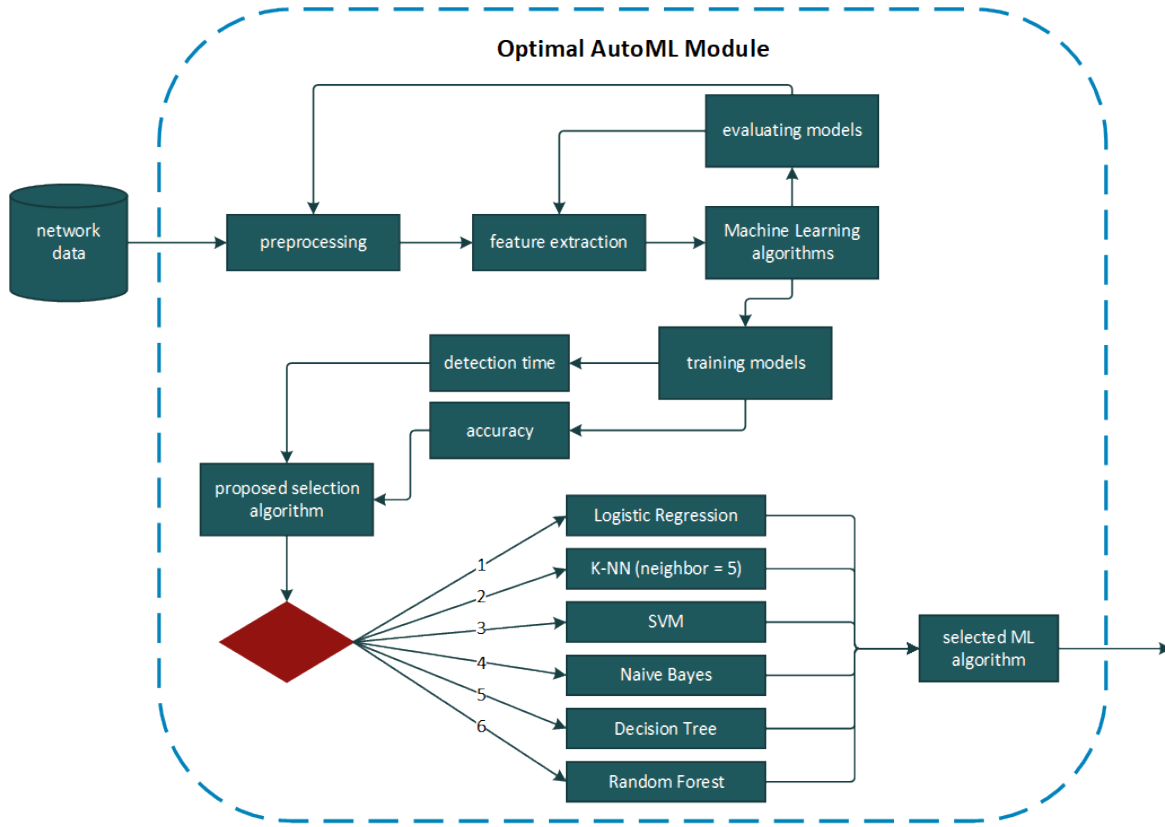 Optimal AutoML Module
evaluating models
network
data
preprocessing
feature extraction
Machine Learning
algorithms
detection time
training models
accuracy
proposed selection
algorithm
1
Logistic Regression
2
K-NN (neighbor = 5)
3
SVM
4
Naive Bayes
5
Decision Tree
6
Random Forest
selected ML
algorithm